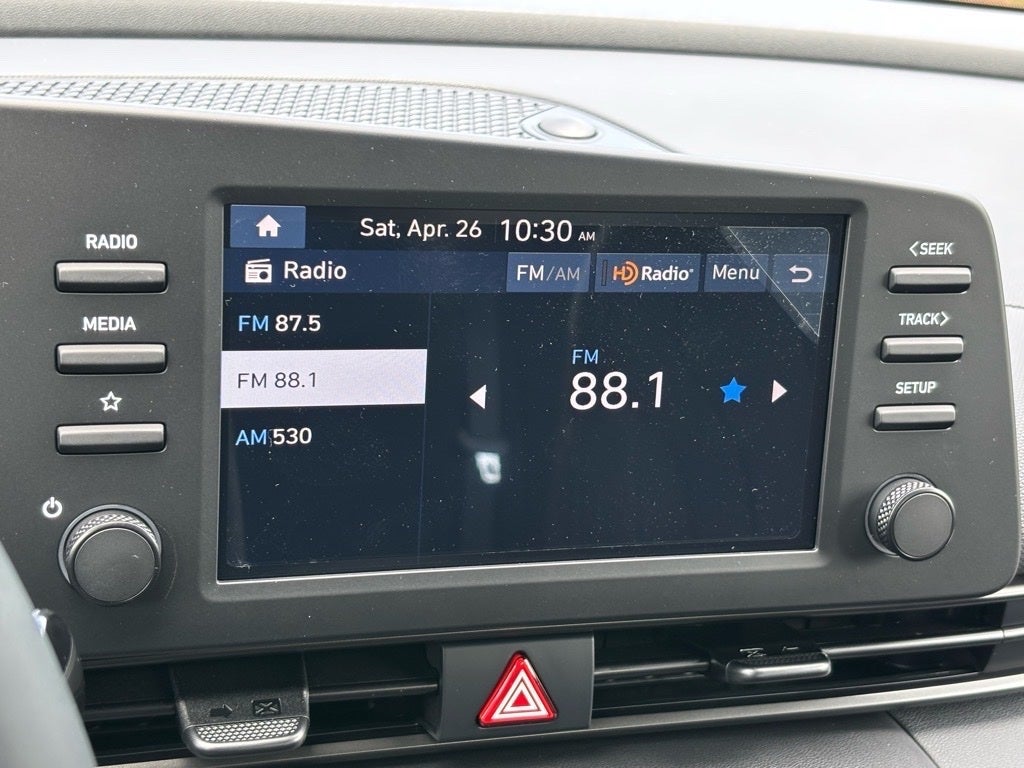 RADIO
MEDIA
Sat, Apr. 26 10:30 AM
Radio FM/AM HD Radio Menu
FM 87.5
FM 88.1
AM 530
FM
88.1
<SEEK
TRACK>
SETUP